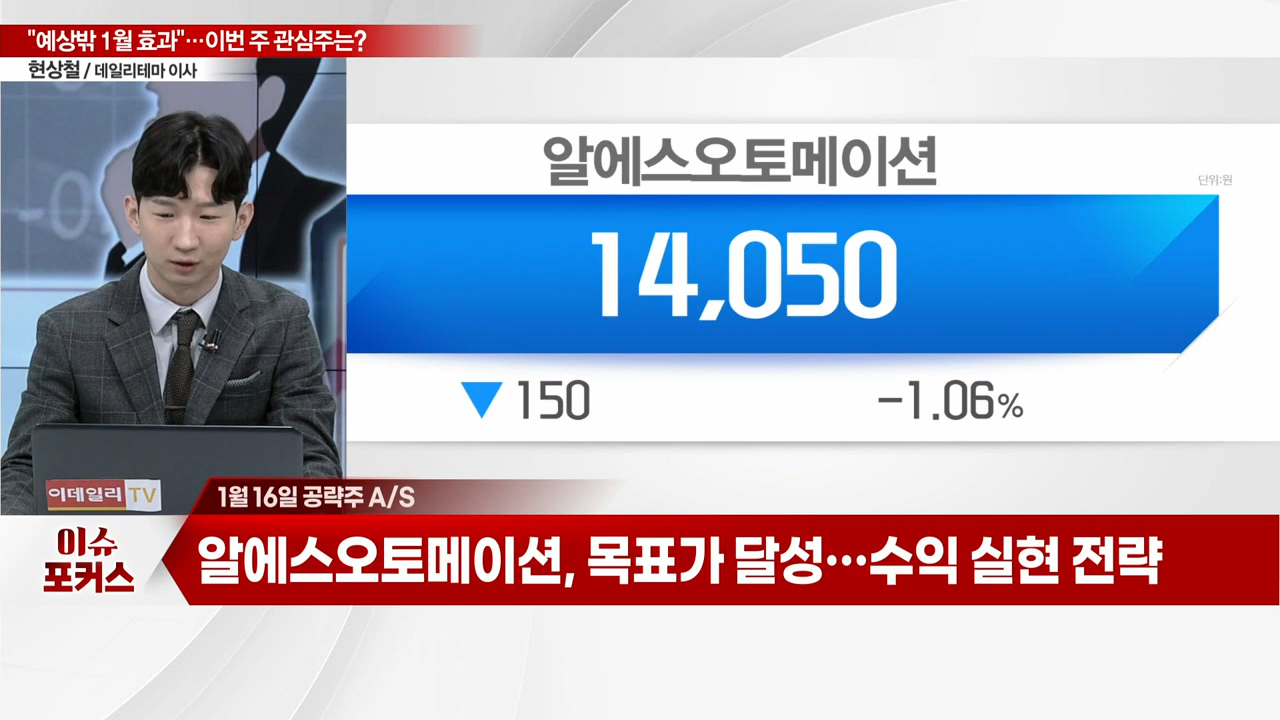 "예상밖 1월 효과"…이번 주 관심주는?
현상철 / 데일리테마 이사
알에스오토메이션
단위:원
14,050
▼ 150 -1.06%
이데일리 TV
1월 16일 공략주 A/S
이슈
포커스
알에스오토메이션, 목표가 달성…수익 실현 전략